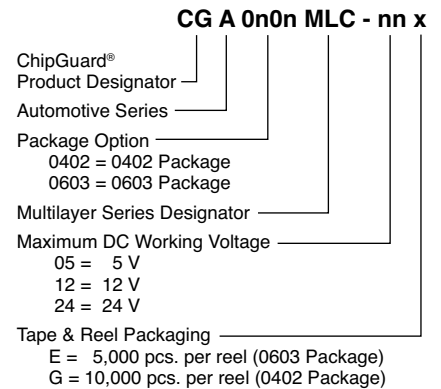 CG A 0n0n MLC - nn x
ChipGuard®
Product Designator
Automotive Series
Package Option
0402 = 0402 Package
0603 = 0603 Package
Multilayer Series Designator
Maximum DC Working Voltage
05 = 5 V
12 = 12 V
24 = 24 V
Tape & Reel Packaging
E = 5,000 pcs. per reel (0603 Package)
G = 10,000 pcs. per reel (0402 Package)